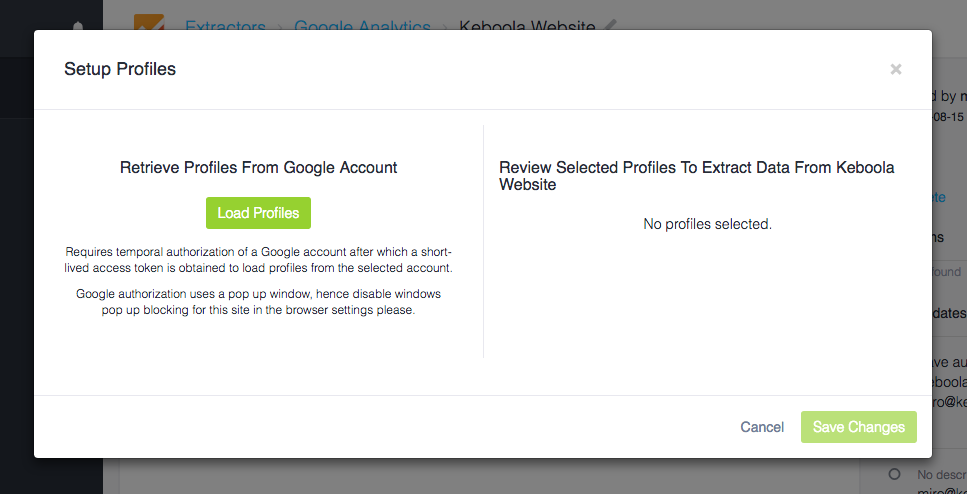 Extractors Google Analytics Keboola Website
Setup Profiles
Retrieve Profiles From Google Account
Load Profiles
Requires temporal authorization of a Google account after which a short-
lived access token is obtained to load profiles from the selected account.
Google authorization uses a pop up window, hence disable windows
pop up blocking for this site in the browser settings please.
Review Selected Profiles To Extract Data From Keboola
Website
No profiles selected.
Cancel
Save Changes
d by m
-08-15
ete
ns
found
dates
ave au
eboola
iro@ke
No descr
miro@ke